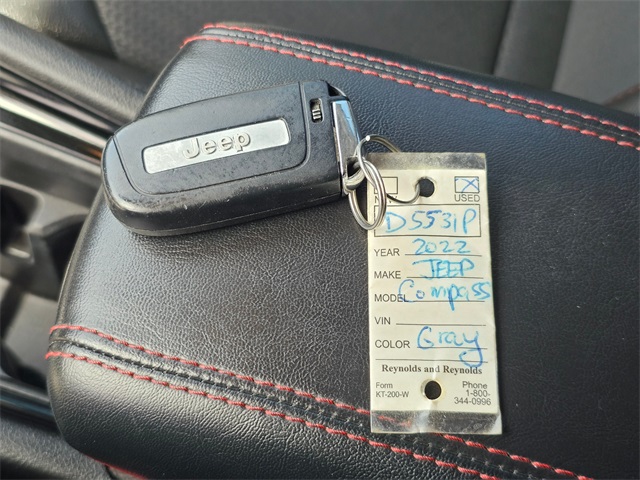 Jeep
USED
D5531P
YEAR 2022
MAKE JEEP
MODEL Compass
VIN
COLOR Gray
Reynolds and Reynolds
Form Phone
KT-200-W 1-800-
344-0996